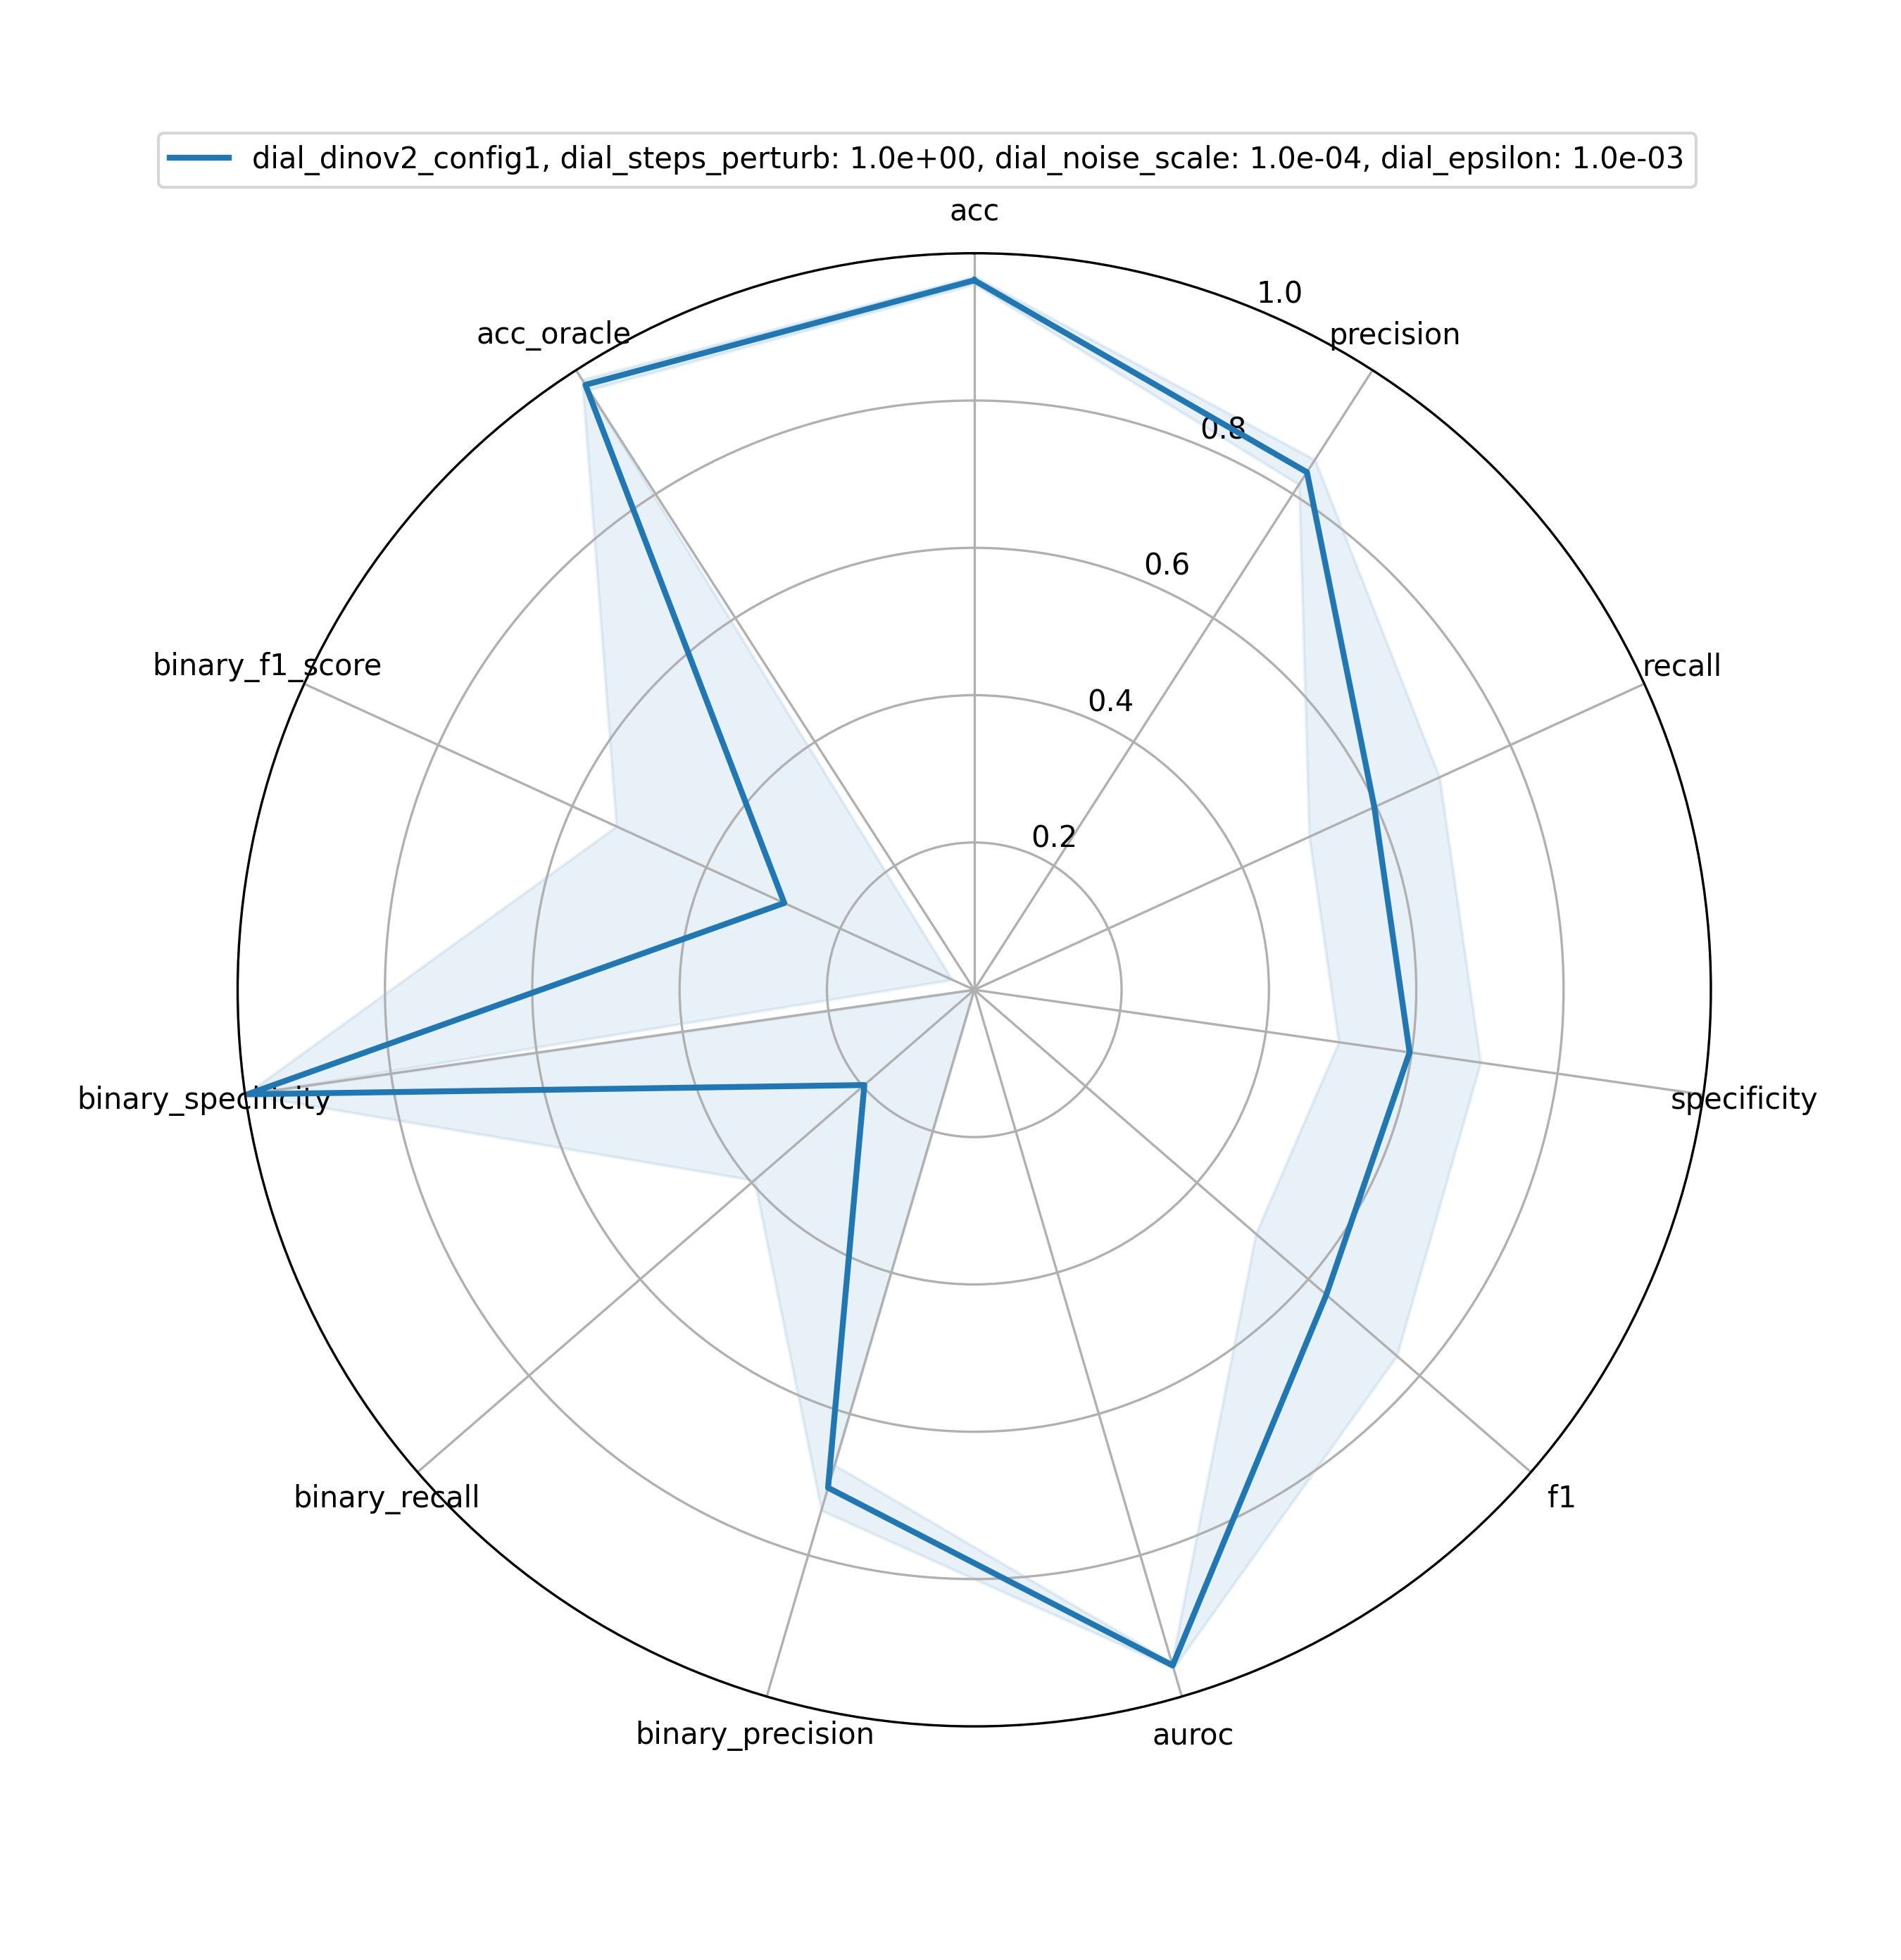 dial_dinov2_config1, dial_steps_perturb: 1.0e+00, dial_noise_scale: 1.0e-04, dial_epsilon: 1.0e-03
acc
1.0
acc_oracle
precision
0.8
0.6
binary_f1_score
recall
0.4
0.2
binary_specificity
specificity
binary_recall
f1
binary_precision
auroc